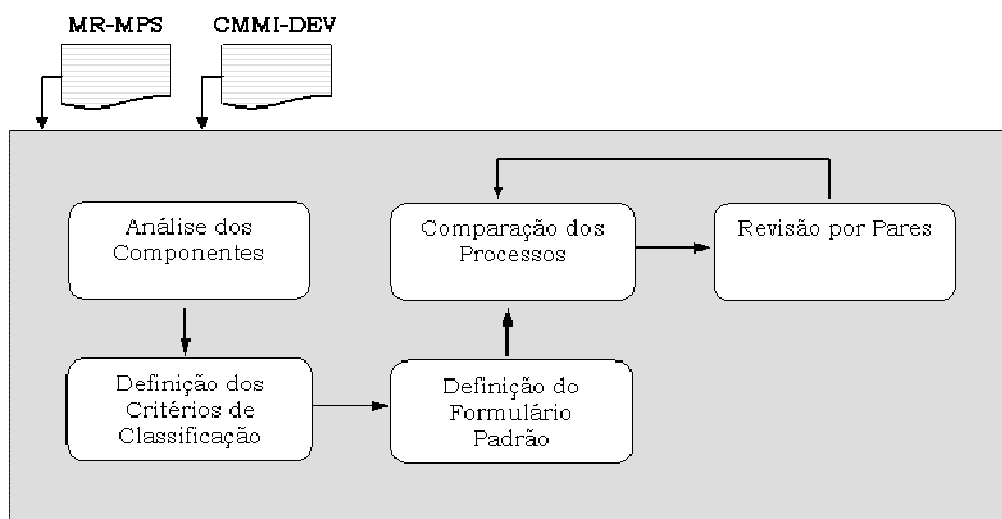 MR-MPS
CMMI-DEV
Análise dos
Componentes
Comparação dos
Processos
Revisão por Pares
Definição dos
Critérios de
Classificação
Definição do
Formulário
Padrão